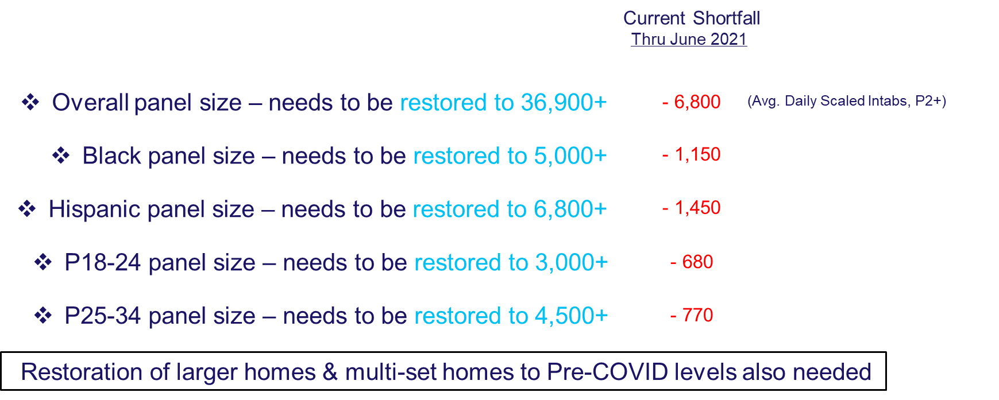 Current Shortfall
Thru June 2021
❖ Overall panel size – needs to be restored to 36,900+ - 6,800 (Avg. Daily Scaled Intabs, P2+)
❖ Black panel size – needs to be restored to 5,000+ - 1,150
❖ Hispanic panel size – needs to be restored to 6,800+ - 1,450
❖ P18-24 panel size – needs to be restored to 3,000+ - 680
❖ P25-34 panel size – needs to be restored to 4,500+ - 770
Restoration of larger homes & multi-set homes to Pre-COVID levels also needed